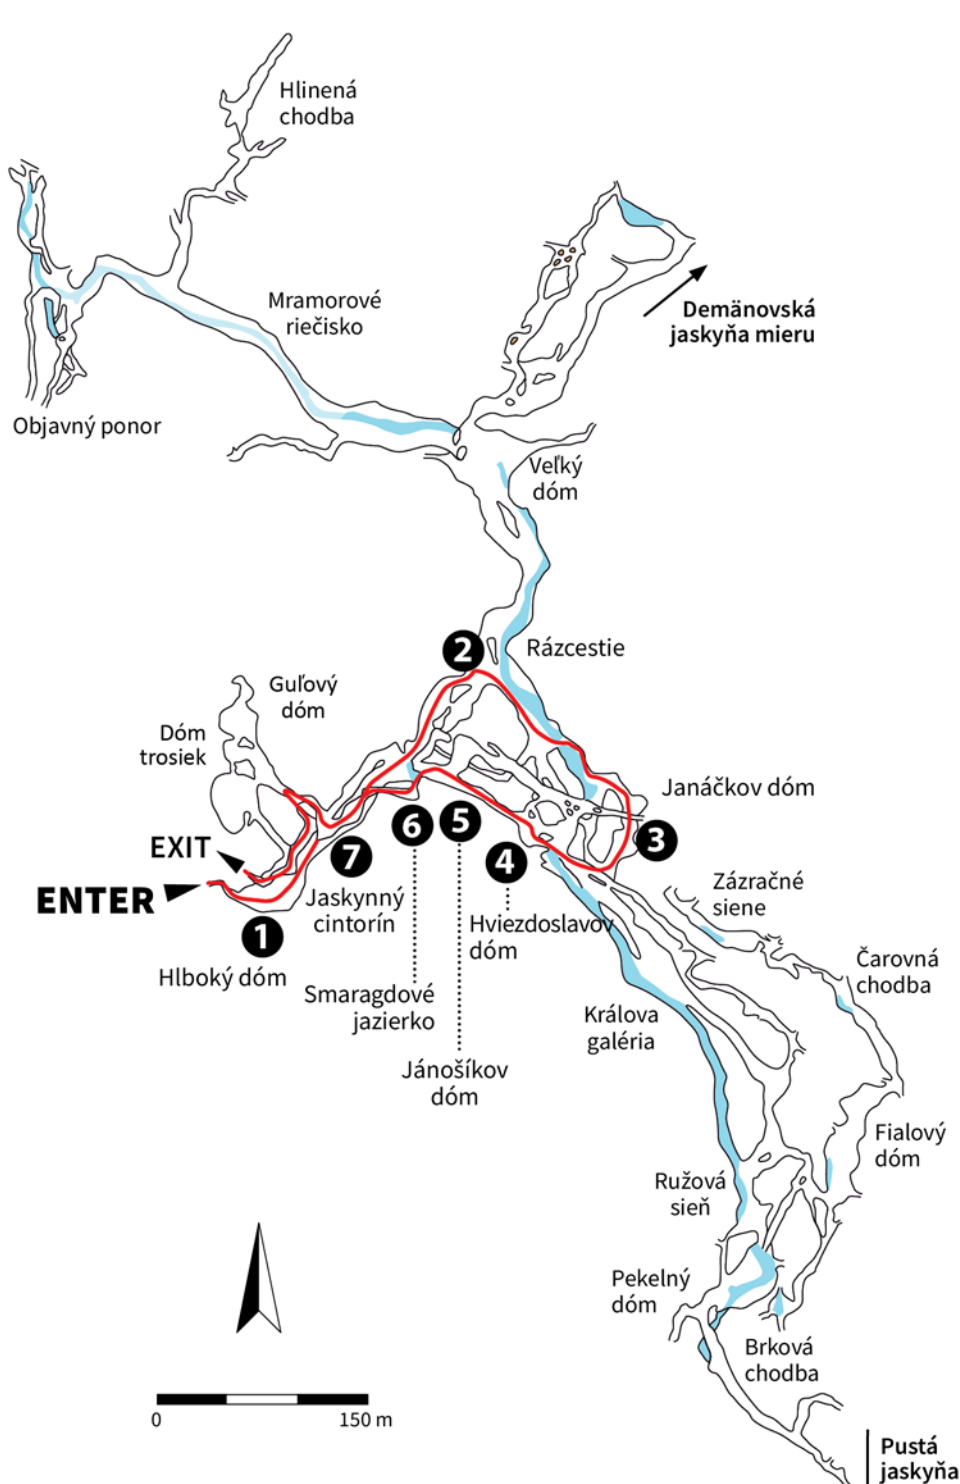 Hlinená
chodba
Mramorové
riečisko
Demänovská
jaskyňa mieru
Objavný ponor
Veľký
dóm
Rázcestie
2
Guľový
dóm
Dóm
trosiek
Janáčkov dóm
3
EXIT
ENTER
1
Hlboký dóm
7
Jaskynný
cintorín
6
Smaragdové
jazierko
5
Jánošíkov
dóm
4
Hviezdoslavov
dóm
Zázračné
siene
Čarovná
chodba
Králova
galéria
Fialový
dóm
Ružová
sieň
Pekelný
dóm
Brková
chodba
0
150 m
Pustá
jaskyňa